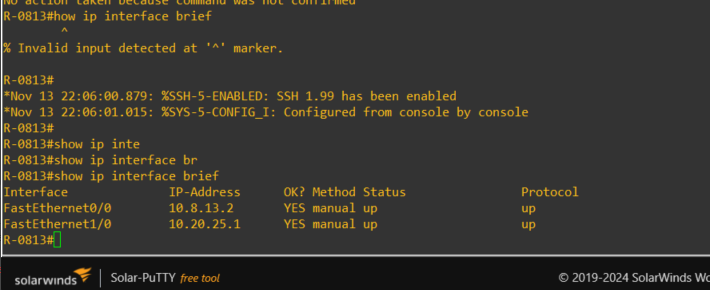 No action taken because command was not confirmed
R-0813#how ip interface brief
^
% Invalid input detected at '^' marker.
R-0813#
*Nov 13 22:06:00.879: %SSH-5-ENABLED: SSH 1.99 has been enabled
*Nov 13 22:06:01.015: %SYS-5-CONFIG_I: Configured from console by console
R-0813#
R-0813#show ip inte
R-0813#show ip interface br
R-0813#show ip interface brief
Interface IP-Address OK? Method Status Protocol
FastEthernet0/0 10.8.13.2 YES manual up up
FastEthernet1/0 10.20.25.1 YES manual up up
R-0813#
solarwinds | Solar-PuTTY free tool © 2019-2024 SolarWinds Wo